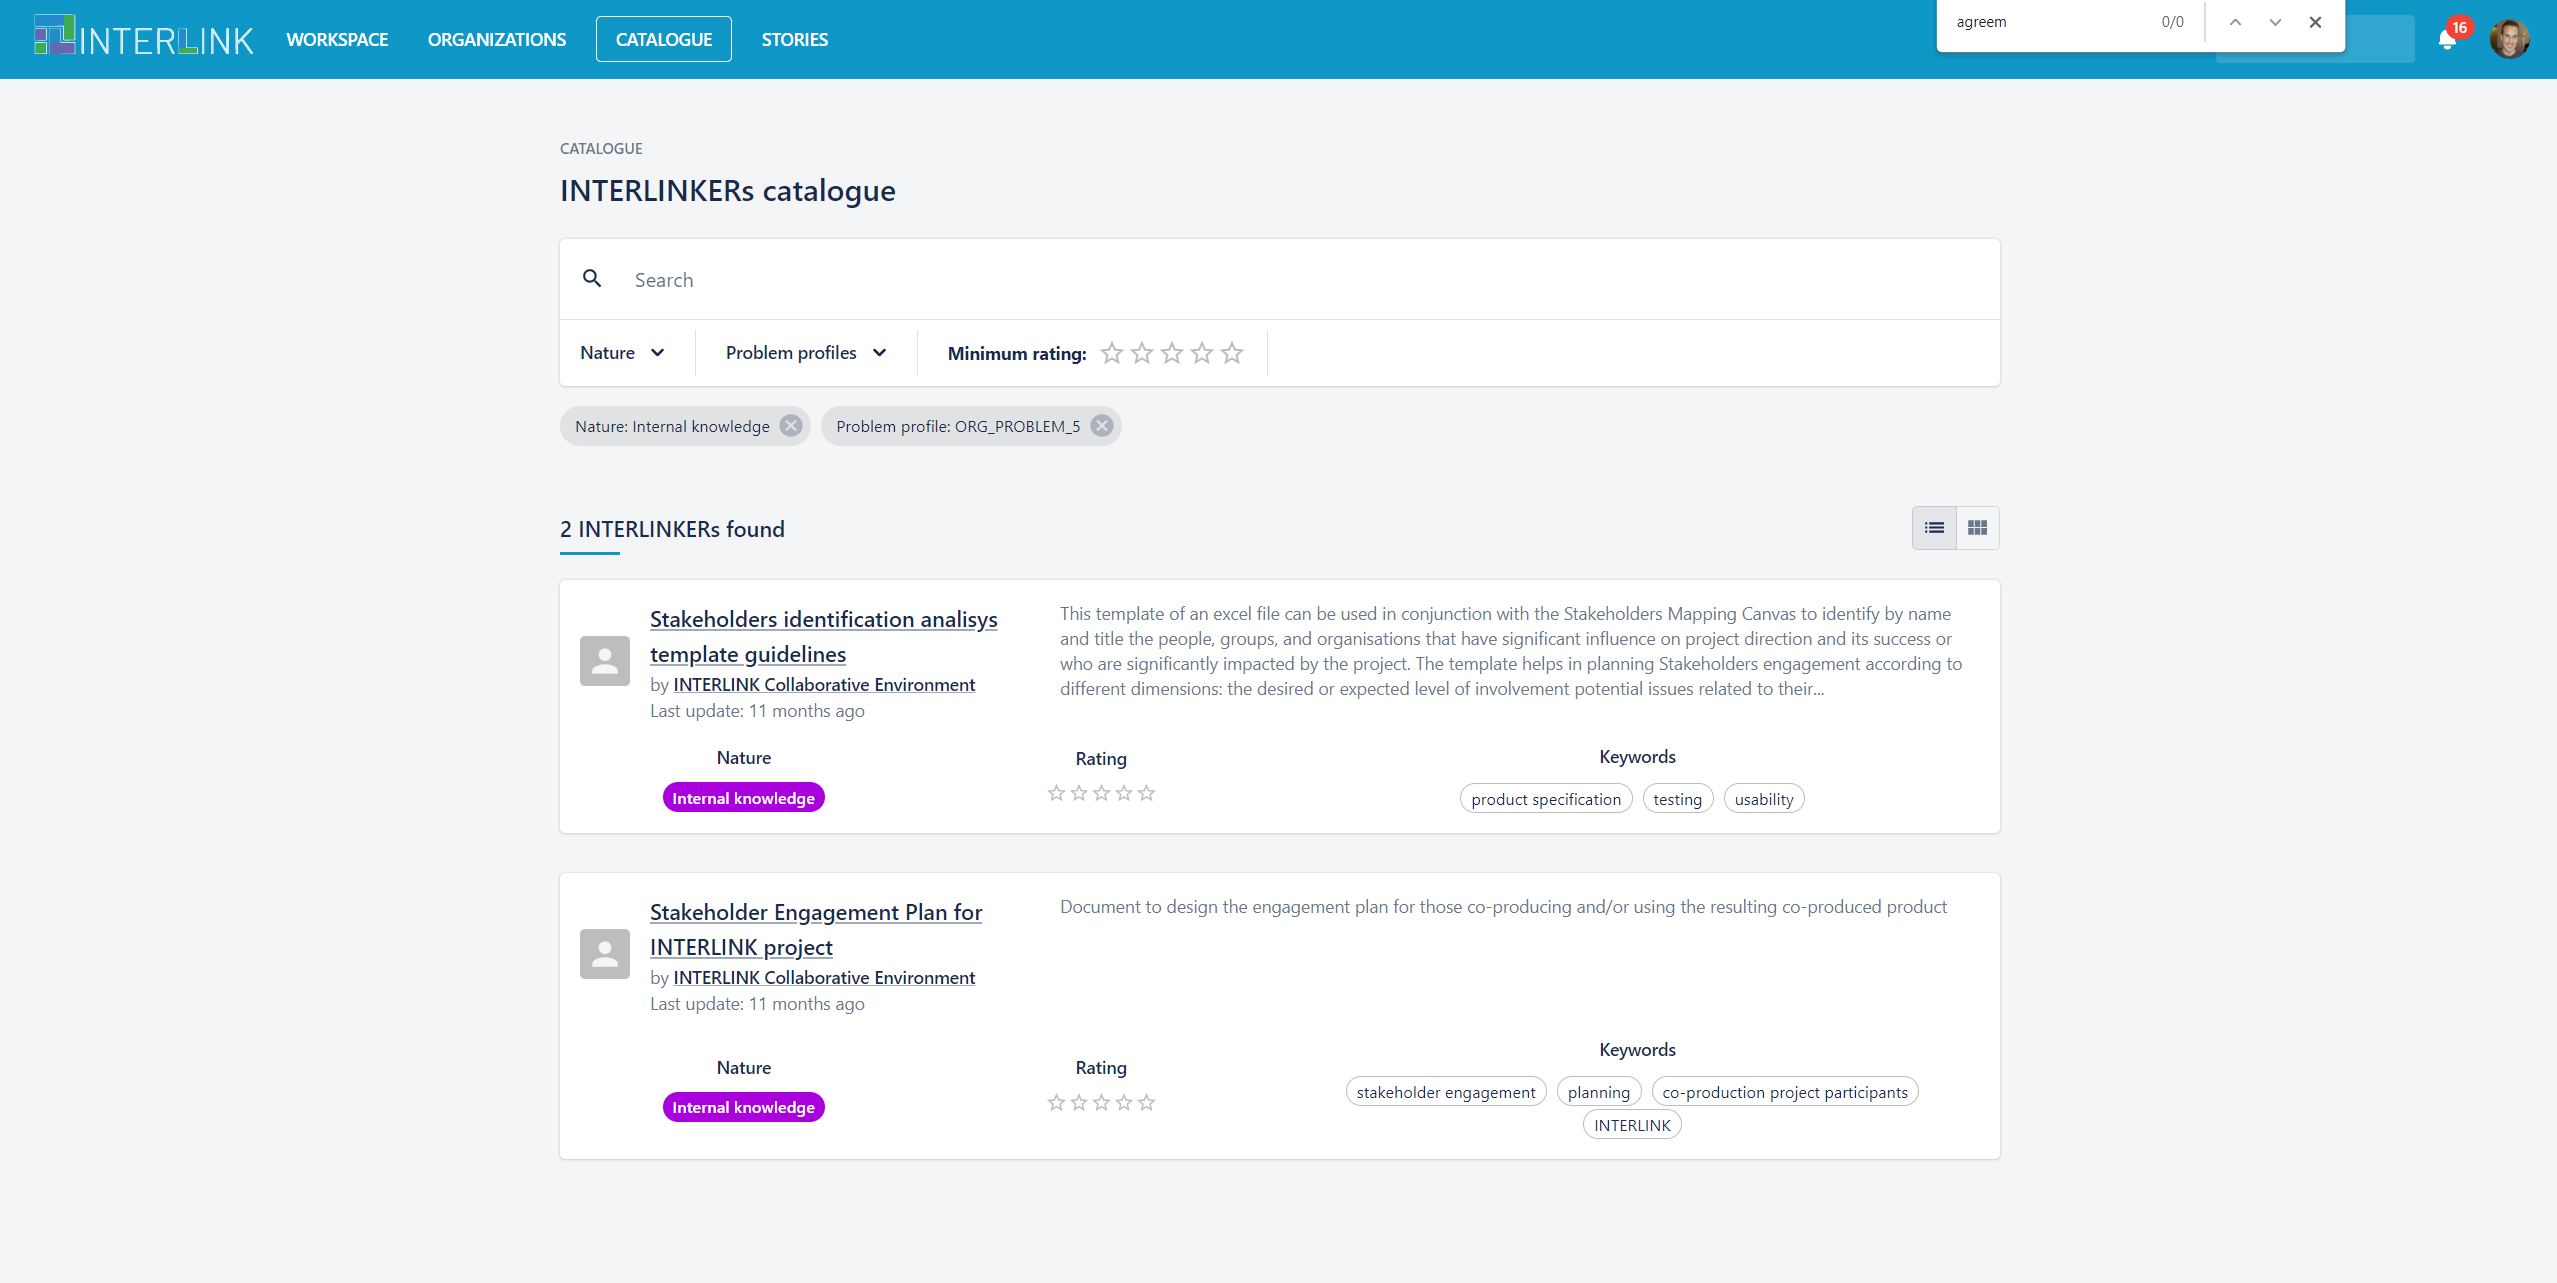 INTERLINK
WORKSPACE
ORGANIZATIONS
CATALOGUE
STORIES
agreem
0/0
16
CATALOGUE
INTERLINKERs catalogue
Search
Nature
Problem profiles
Minimum rating:
Nature: Internal knowledge
Problem profile: ORG_PROBLEM_5
2 INTERLINKERs found
Stakeholders identification analisys
template guidelines
by INTERLINK Collaborative Environment
Last update: 11 months ago
This template of an excel file can be used in conjunction with the Stakeholders Mapping Canvas to identify by name
and title the people, groups, and organisations that have significant influence on project direction and its success or
who are significantly impacted by the project. The template helps in planning Stakeholders engagement according to
different dimensions: the desired or expected level of involvement potential issues related to their...
Nature
Internal knowledge
Rating
Keywords
product specification
testing
usability
Stakeholder Engagement Plan for
INTERLINK project
by INTERLINK Collaborative Environment
Last update: 11 months ago
Document to design the engagement plan for those co-producing and/or using the resulting co-produced product
Nature
Internal knowledge
Rating
Keywords
stakeholder engagement
planning
co-production project participants
INTERLINK